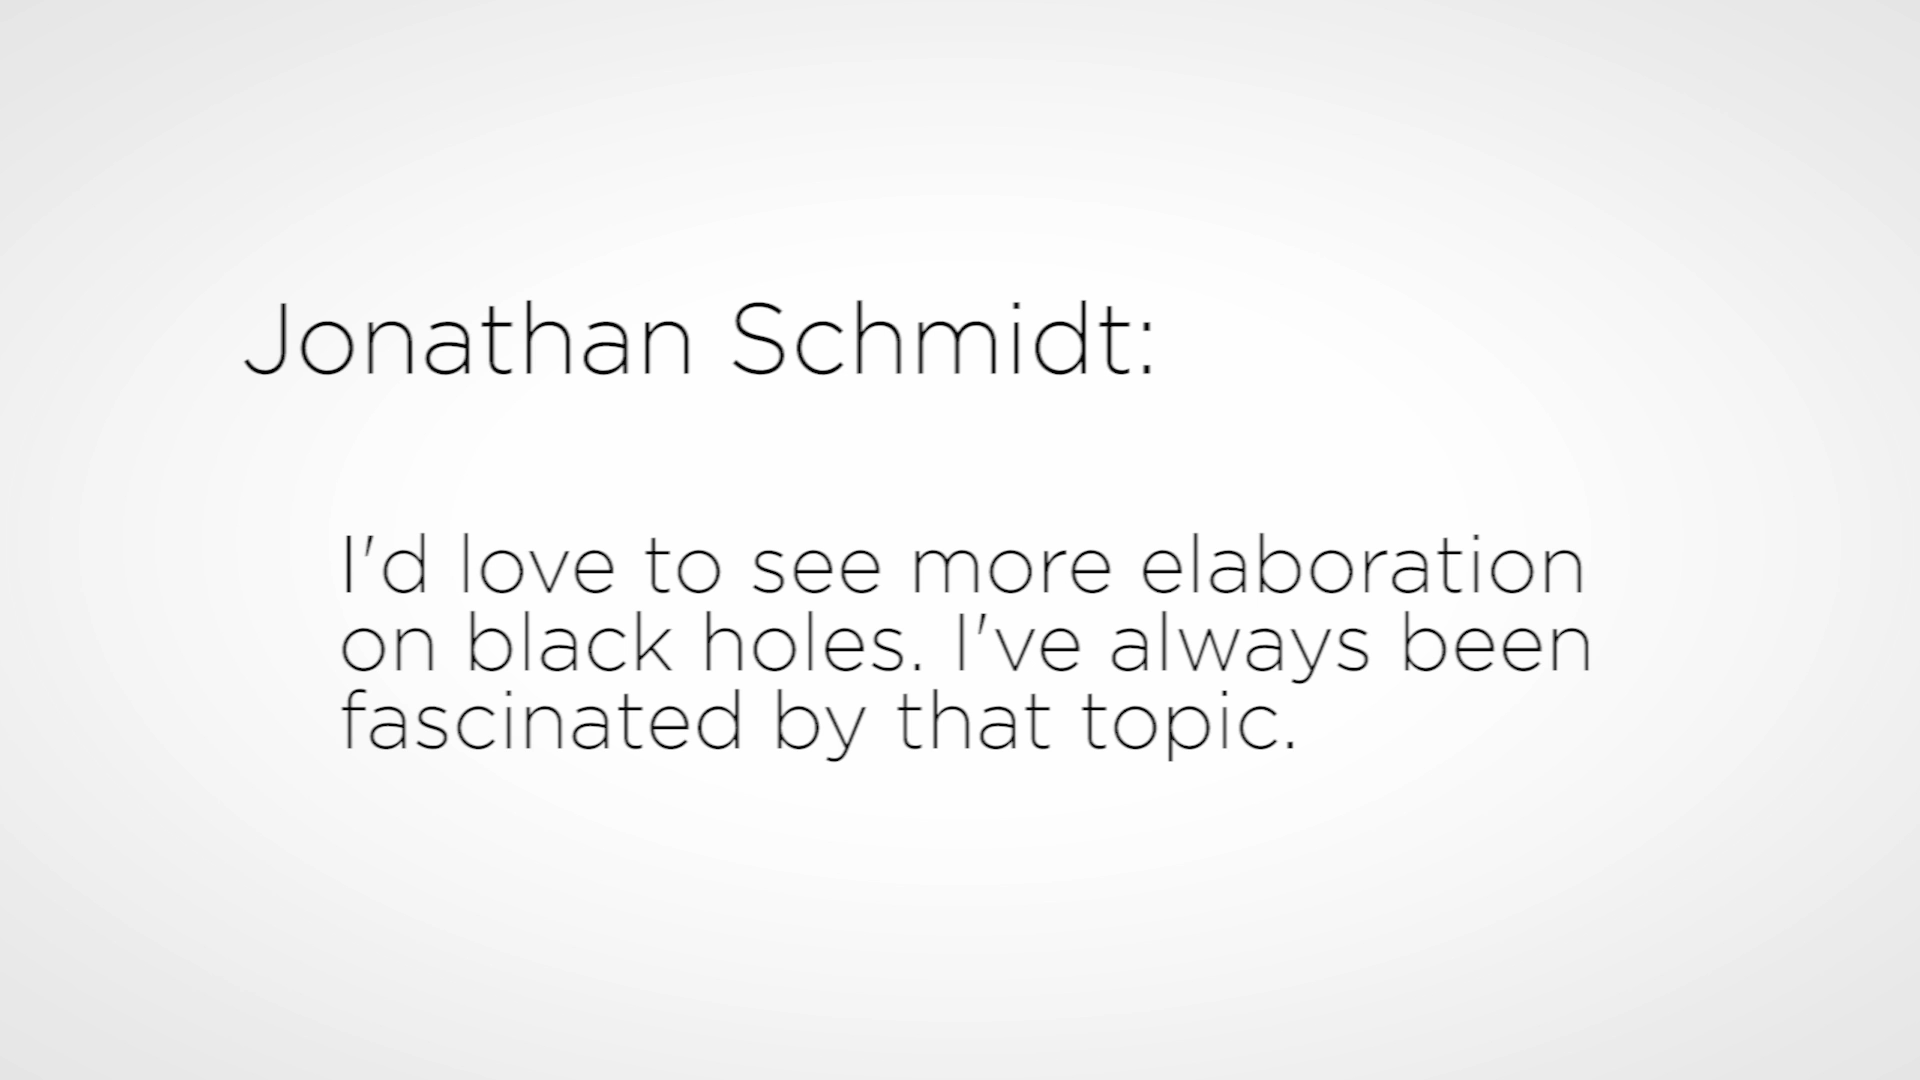 Jonathan Schmidt:
I'd love to see more elaboration
on black holes. I've always been
fascinated by that topic.